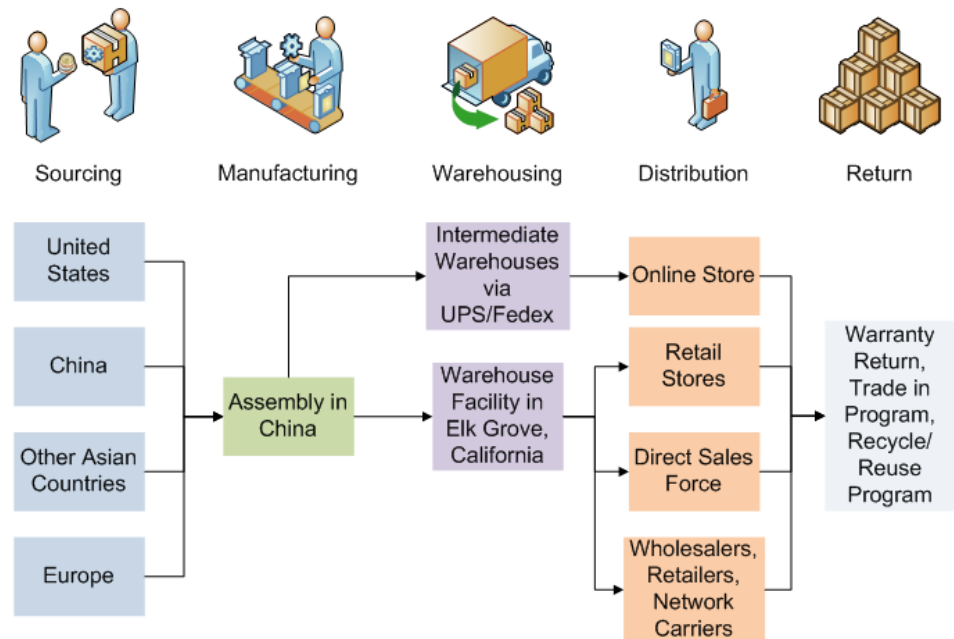 Sourcing
Manufacturing
Warehousing
Distribution
Return
United
States
China
Other Asian
Countries
Europe
Assembly in
China
Intermediate
Warehouses
via
UPS/Fedex
Warehouse
Facility in
Elk Grove,
California
Online Store
Retail
Stores
Direct Sales
Force
Wholesalers,
Retailers,
Network
Carriers
Warranty
Return,
Trade in
Program,
Recycle/
Reuse
Program